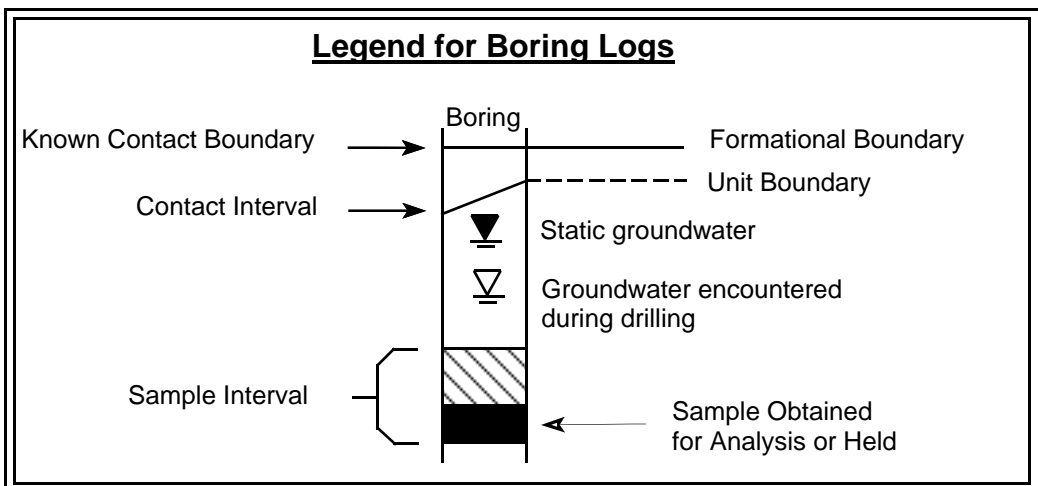 Legend for Boring Logs
Boring
Known Contact Boundary
Formational Boundary
Unit Boundary
Contact Interval
Static groundwater
Groundwater encountered
during drilling
Sample Interval
Sample Obtained
for Analysis or Held